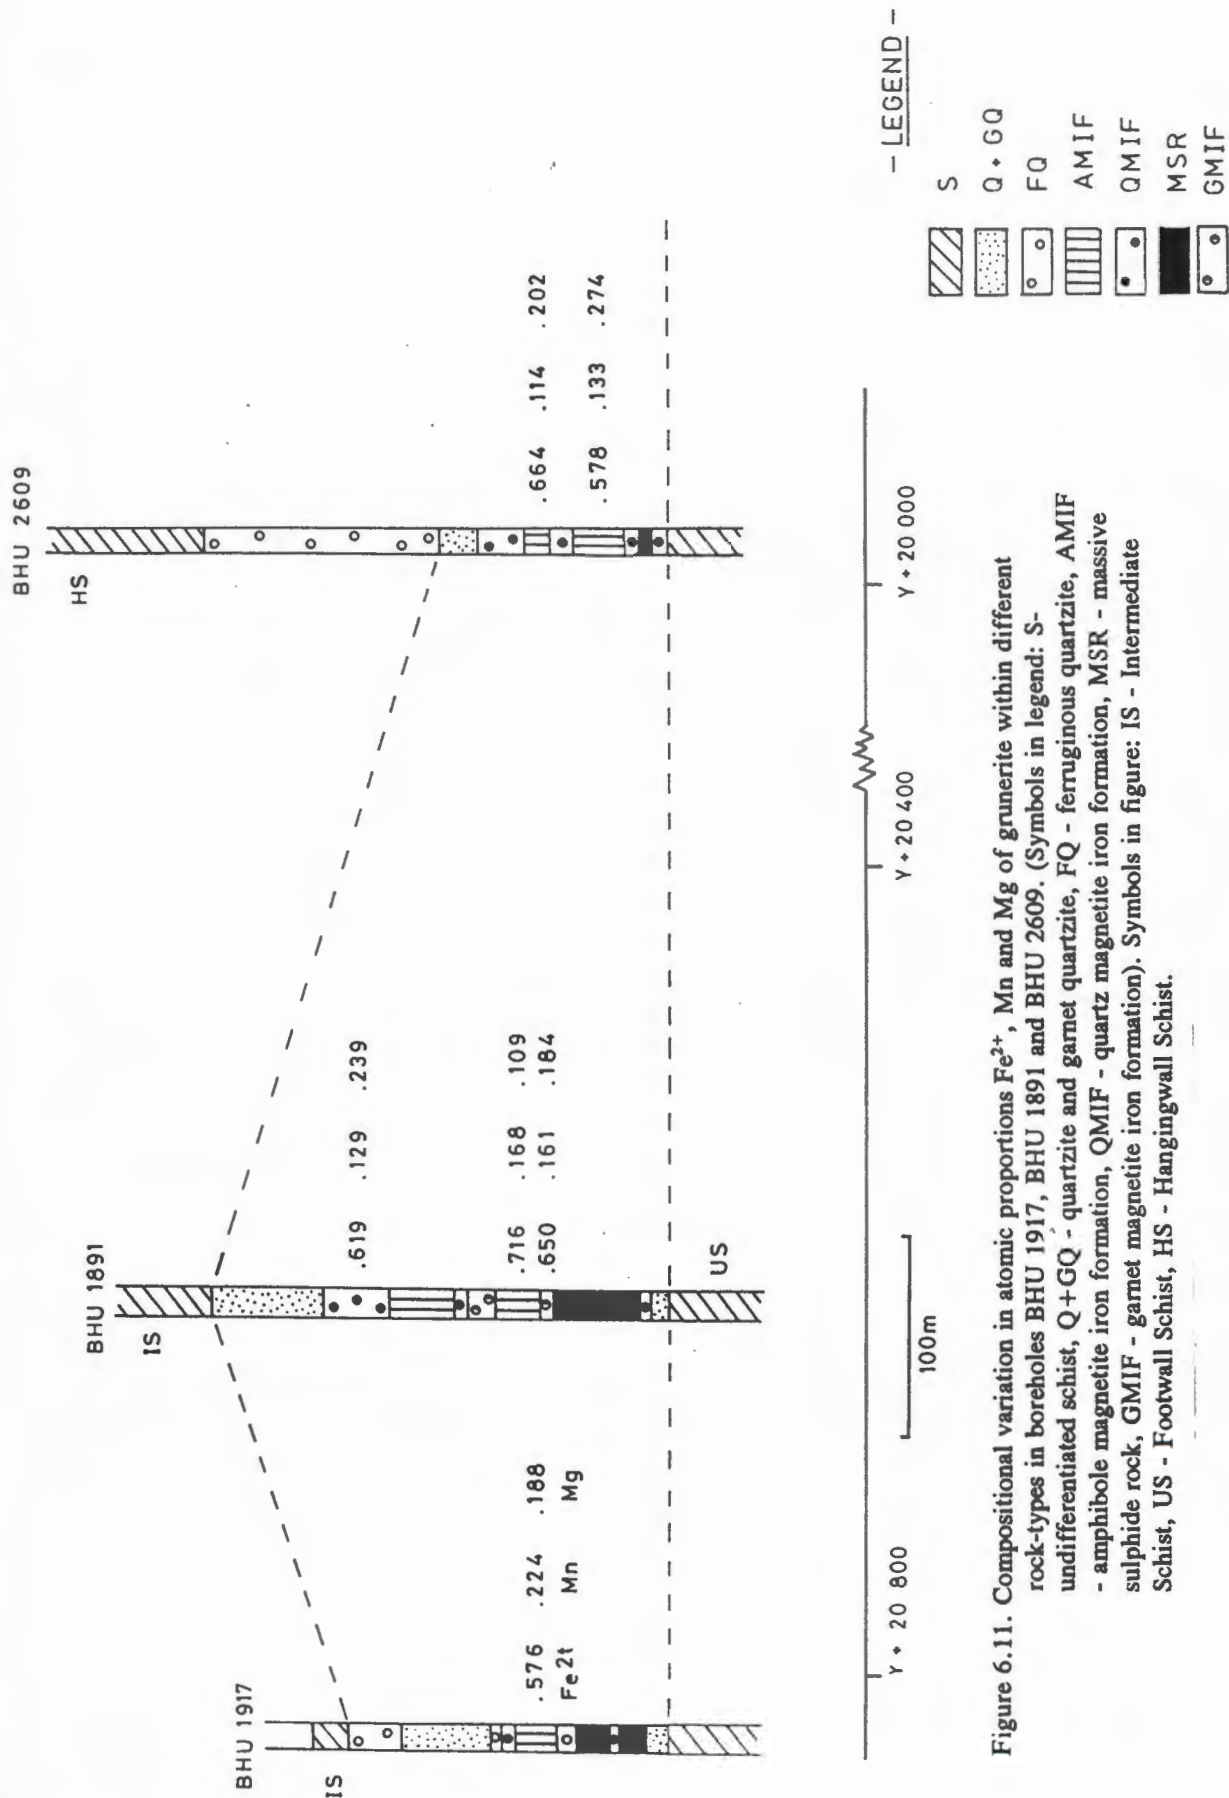 BHU 1917
BHU 1891
BHU 2609
IS
IS
HS
.619 .129 .239
.664 .114 .202
.576 .224 .188
.716 .168 .109
.578 .133 .274
Fe2t Mn Mg
.650 .161 .184
US
Y + 20 800
100m
Y + 20 400
Y + 20 000
- LEGEND -
S
Q + GQ
FQ
AMIF
QMIF
MSR
GMIF
Figure 6.11. Compositional variation in atomic proportions Fe²⁺, Mn and Mg of grunerite within different
rock-types in boreholes BHU 1917, BHU 1891 and BHU 2609. (Symbols in legend: S-
undifferentiated schist, Q+GQ - quartzite and garnet quartzite, FQ - ferruginous quartzite, AMIF
- amphibole magnetite iron formation, QMIF - quartz magnetite iron formation, MSR - massive
sulphide rock, GMIF - garnet magnetite iron formation). Symbols in figure: IS - Intermediate
Schist, US - Footwall Schist, HS - Hangingwall Schist.